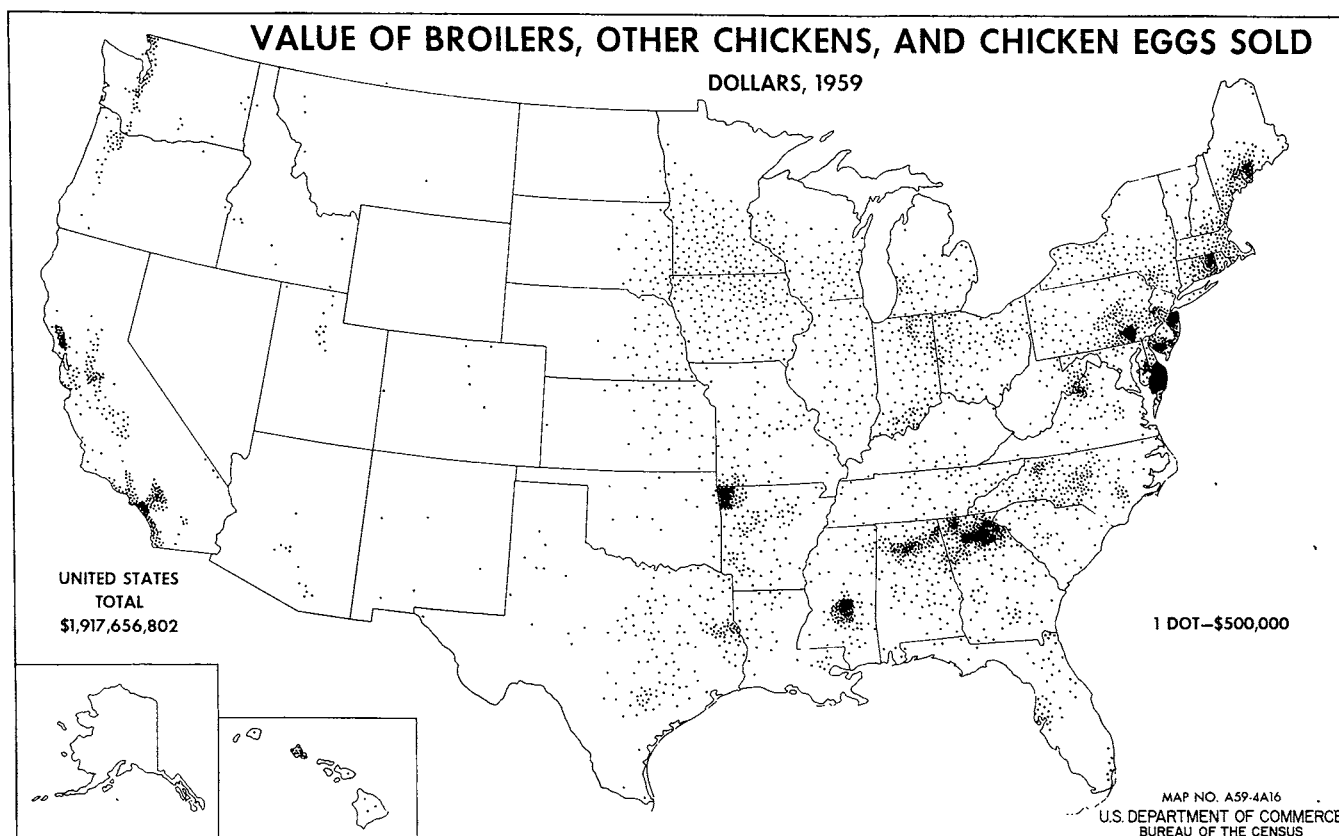 VALUE OF BROILERS, OTHER CHICKENS, AND CHICKEN EGGS SOLD
DOLLARS, 1959
UNITED STATES
TOTAL
$1,917,656,802
1 DOT—$500,000
MAP NO. A59-4A16
U.S. DEPARTMENT OF COMMERCE
BUREAU OF THE CENSUS